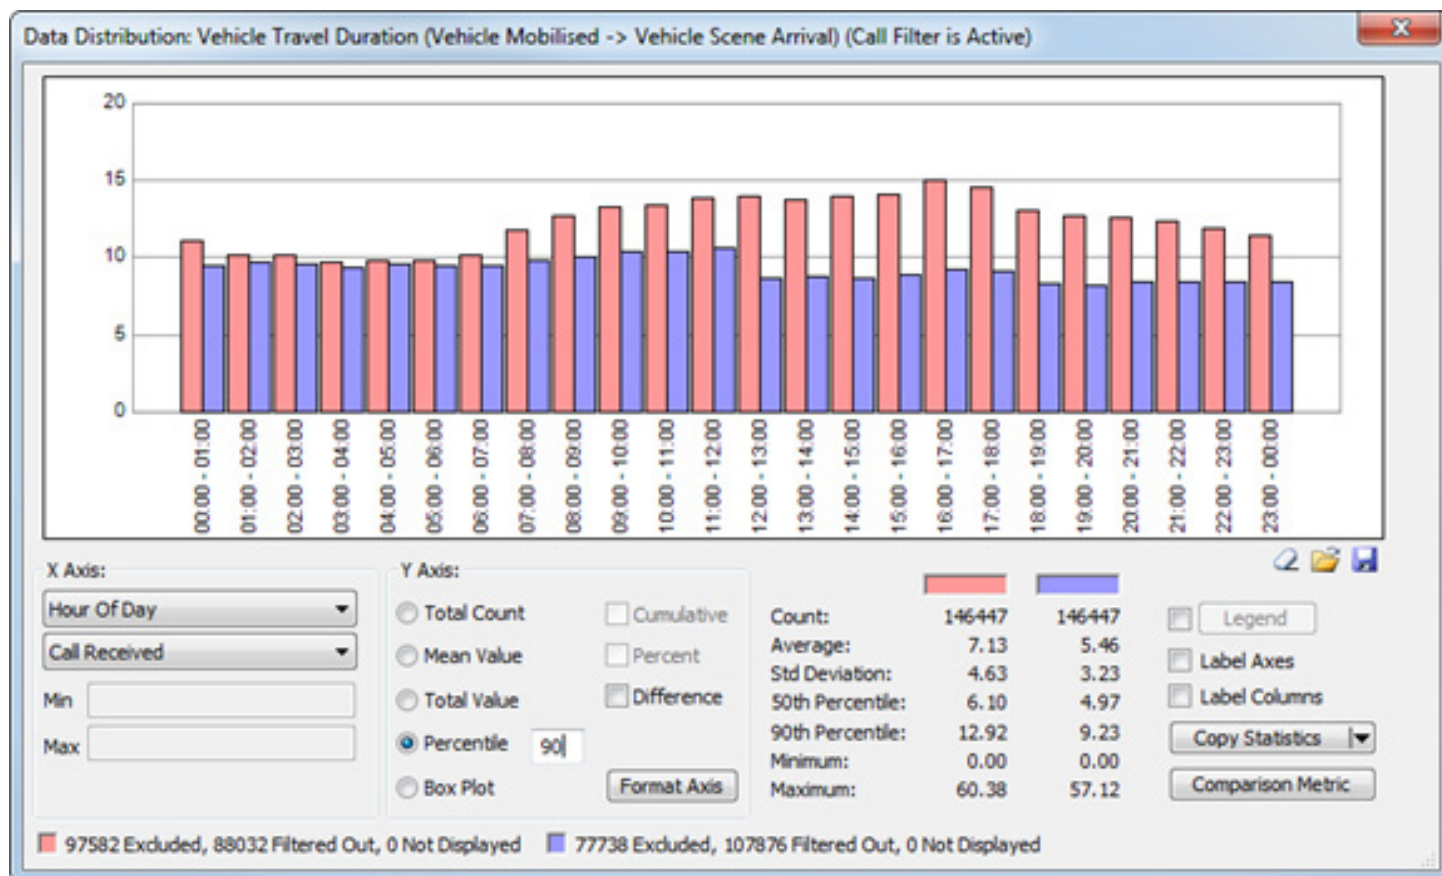 Data Distribution: Vehicle Travel Duration (Vehicle Mobilised -> Vehicle Scene Arrival) (Call Filter is Active)
20
15
10
5
0
00:00 - 01:00
01:00 - 02:00
02:00 - 03:00
03:00 - 04:00
04:00 - 05:00
05:00 - 06:00
06:00 - 07:00
07:00 - 08:00
08:00 - 09:00
09:00 - 10:00
10:00 - 11:00
11:00 - 12:00
12:00 - 13:00
13:00 - 14:00
14:00 - 15:00
15:00 - 16:00
16:00 - 17:00
17:00 - 18:00
18:00 - 19:00
19:00 - 20:00
20:00 - 21:00
21:00 - 22:00
22:00 - 23:00
23:00 - 00:00
X Axis:
Hour Of Day
Call Received
Min
Max
Y Axis:
Total Count
Cumulative
Mean Value
Percent
Total Value
Difference
Percentile 90
Box Plot
Format Axis
Count: 146447 146447
Average: 7.13 5.46
Std Deviation: 4.63 3.23
50th Percentile: 6.10 4.97
90th Percentile: 12.92 9.23
Minimum: 0.00 0.00
Maximum: 60.38 57.12
Legend
Label Axes
Label Columns
Copy Statistics
Comparison Metric
97582 Excluded, 88032 Filtered Out, 0 Not Displayed 77738 Excluded, 107876 Filtered Out, 0 Not Displayed